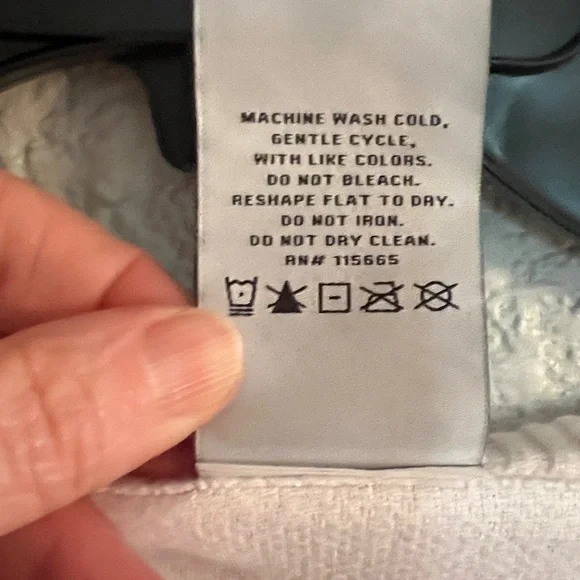 MACHINE WASH COLD,
GENTLE CYCLE,
WITH LIKE COLORS.
DO NOT BLEACH.
RESHAPE FLAT TO DRY.
DO NOT IRON.
DO NOT DRY CLEAN.
RN# 115665